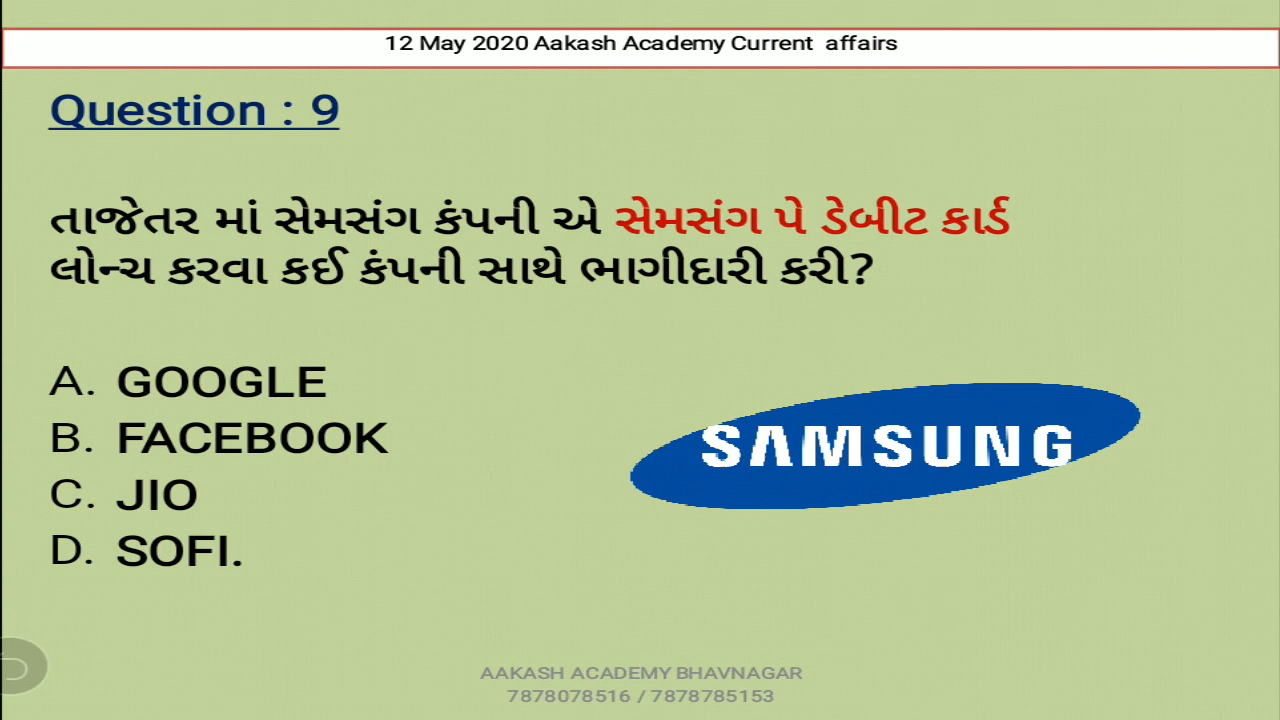 12 May 2020 Aakash Academy Current affairs
Question : 9
તાજેતર માં સેમસંગ કંપની એ સેમસંગ પે ડેબીટ કાર્ડ
લોન્ચ કરવા કઈ કંપની સાથે ભાગીદારી કરી?
A. GOOGLE
B. FACEBOOK
C. JIO
D. SOFI.
SAMSUNG
AAKASH ACADEMY BHAVNAGAR
7878078516 / 7878785153